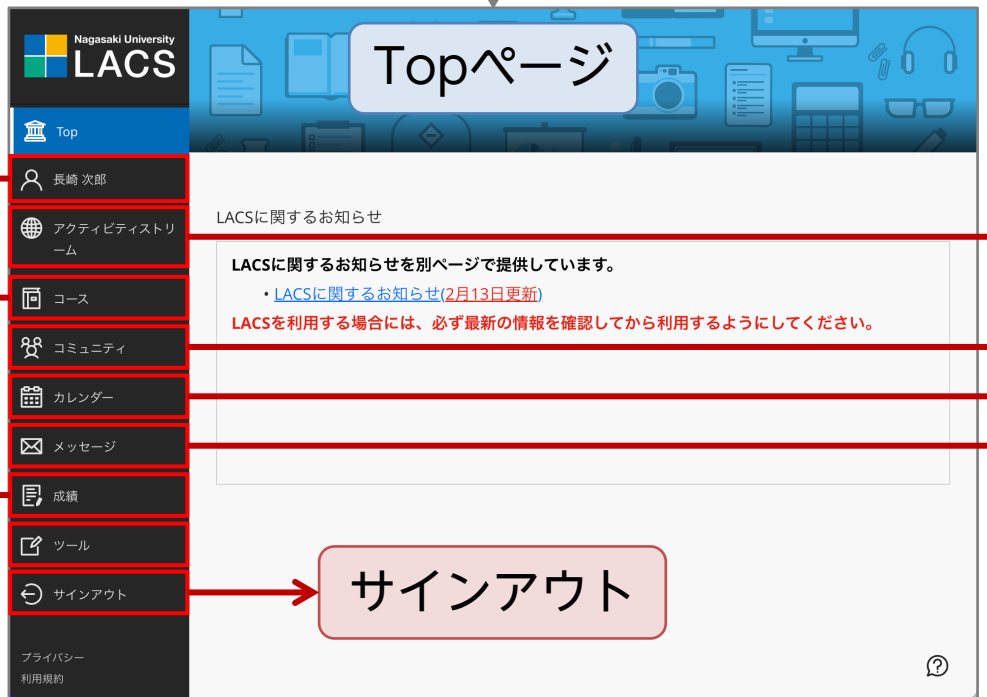 Nagasaki University
LACS
Topページ
Top
長崎 次郎
アクティビティストリ
ーム
コース
コミュニティ
カレンダー
メッセージ
成績
ツール
サインアウト
プライバシー
利用規約
LACSに関するお知らせ
LACSに関するお知らせを別ページで提供しています。
・LACSに関するお知らせ(2月13日更新)
LACSを利用する場合には、必ず最新の情報を確認してから利用するようにしてください。
サインアウト